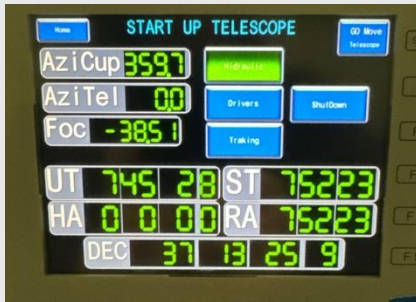 Home START UP TELESCOPE GO Move
Telescope
AziCup 359,7 Hidraulic
AziTel 0,0 Drivers ShutDown
Foc -38,51 Traking
UT 7 45 28 ST 7 52 23
HA 0 0 0 0 RA 7 52 23
DEC 37 13 25 9